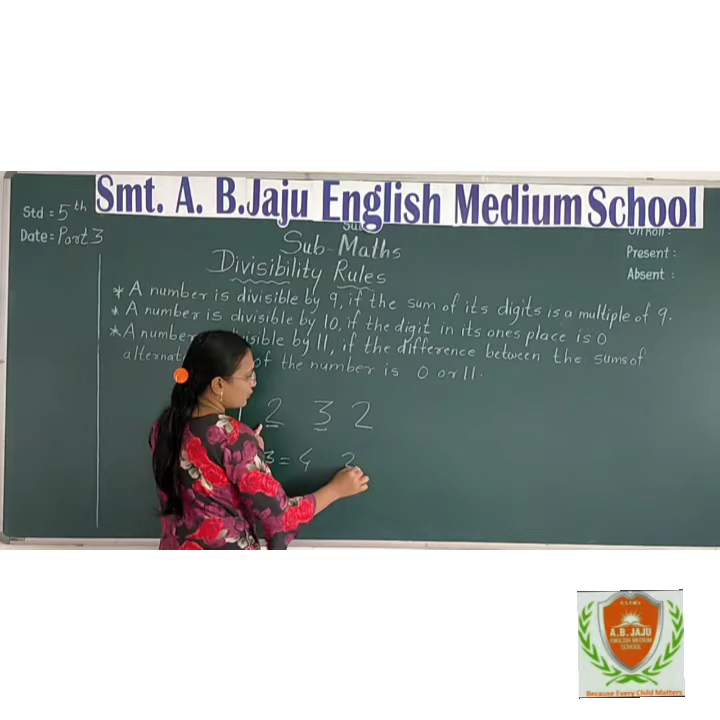 Smt. A. B. Jaju English Medium School
Std = 5th
Date = Part 3
Sub - Maths
Present :
Absent :
Divisibility Rules
* A number is divisible by 9, if the sum of its digits is a multiple of 9.
* A number is divisible by 10, if the digit in its ones place is 0
* A number by 11, if the difference between the sums of
of the number is 0 or 11.
2 3 2
3 = 4 2
A.B. JAJU
ENGLISH MEDIUM
SCHOOL
Because Every Child Matters